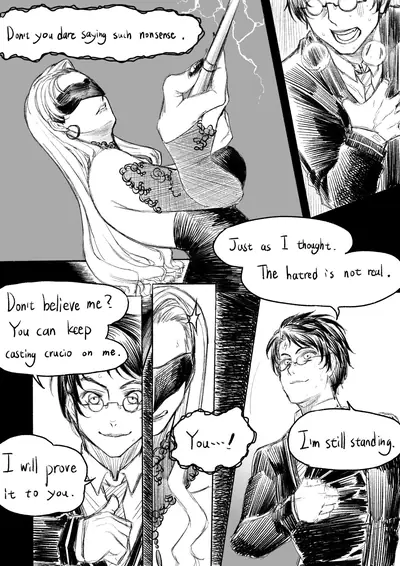 Don't you dare saying such nonsense.
Just as I thought.
The hatred is not real.
Don't believe me?
You can keep
casting crucio on me.
You...!
I'm still standing.
I will prove
it to you.